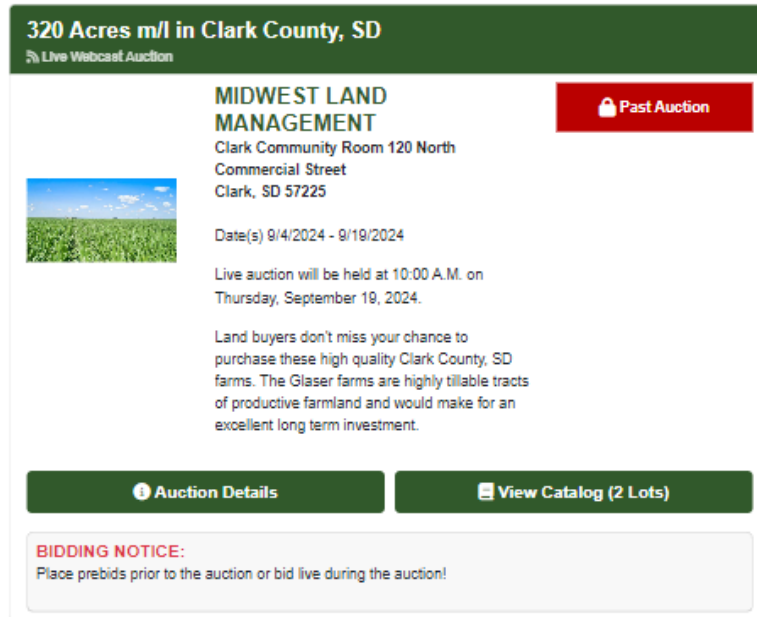 320 Acres m/l in Clark County, SD
Live Webcast Auction
MIDWEST LAND
MANAGEMENT
Past Auction
Clark Community Room 120 North
Commercial Street
Clark, SD 57225
Date(s) 9/4/2024 - 9/19/2024
Live auction will be held at 10:00 A.M. on
Thursday, September 19, 2024.
Land buyers don't miss your chance to
purchase these high quality Clark County, SD
farms. The Glaser farms are highly tillable tracts
of productive farmland and would make for an
excellent long term investment.
Auction Details
View Catalog (2 Lots)
BIDDING NOTICE:
Place prebids prior to the auction or bid live during the auction!